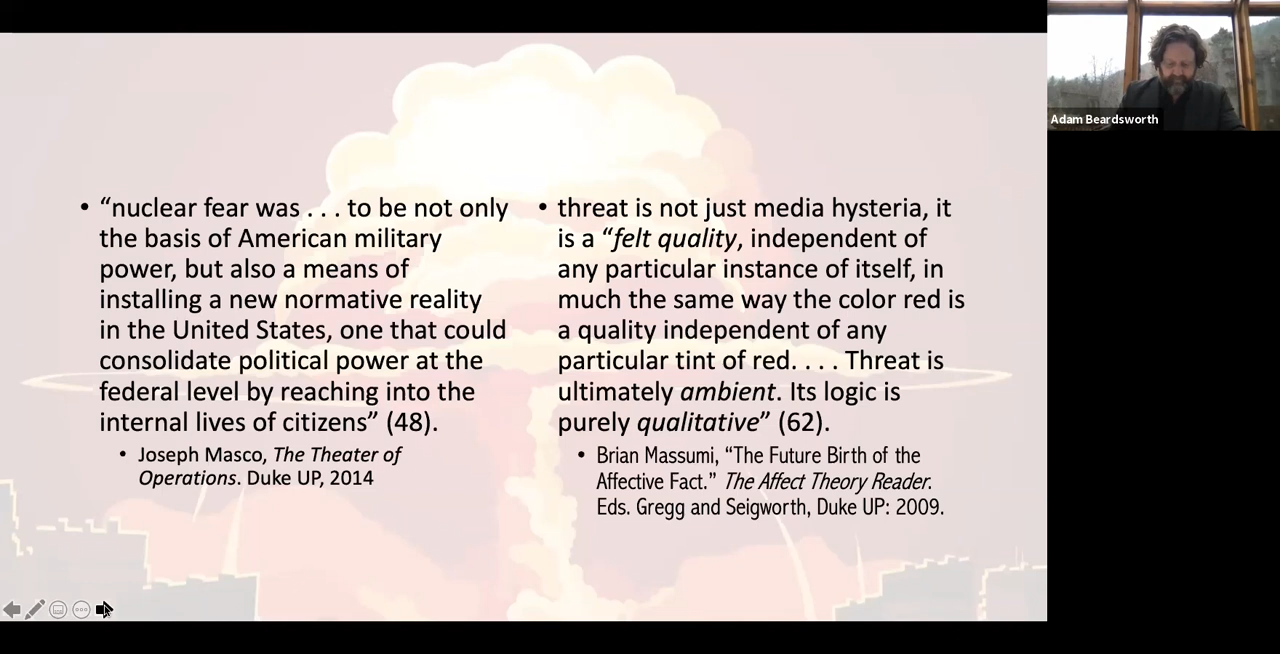 • “nuclear fear was . . . to be not only
the basis of American military
power, but also a means of
installing a new normative reality
in the United States, one that could
consolidate political power at the
federal level by reaching into the
internal lives of citizens” (48).
• Joseph Masco, The Theater of
Operations. Duke UP, 2014
• threat is not just media hysteria, it
is a “felt quality, independent of
any particular instance of itself, in
much the same way the color red is
a quality independent of any
particular tint of red. . . . Threat is
ultimately ambient. Its logic is
purely qualitative” (62).
• Brian Massumi, “The Future Birth of the
Affective Fact.” The Affect Theory Reader.
Eds. Gregg and Seigworth, Duke UP: 2009.
Adam Beardsworth